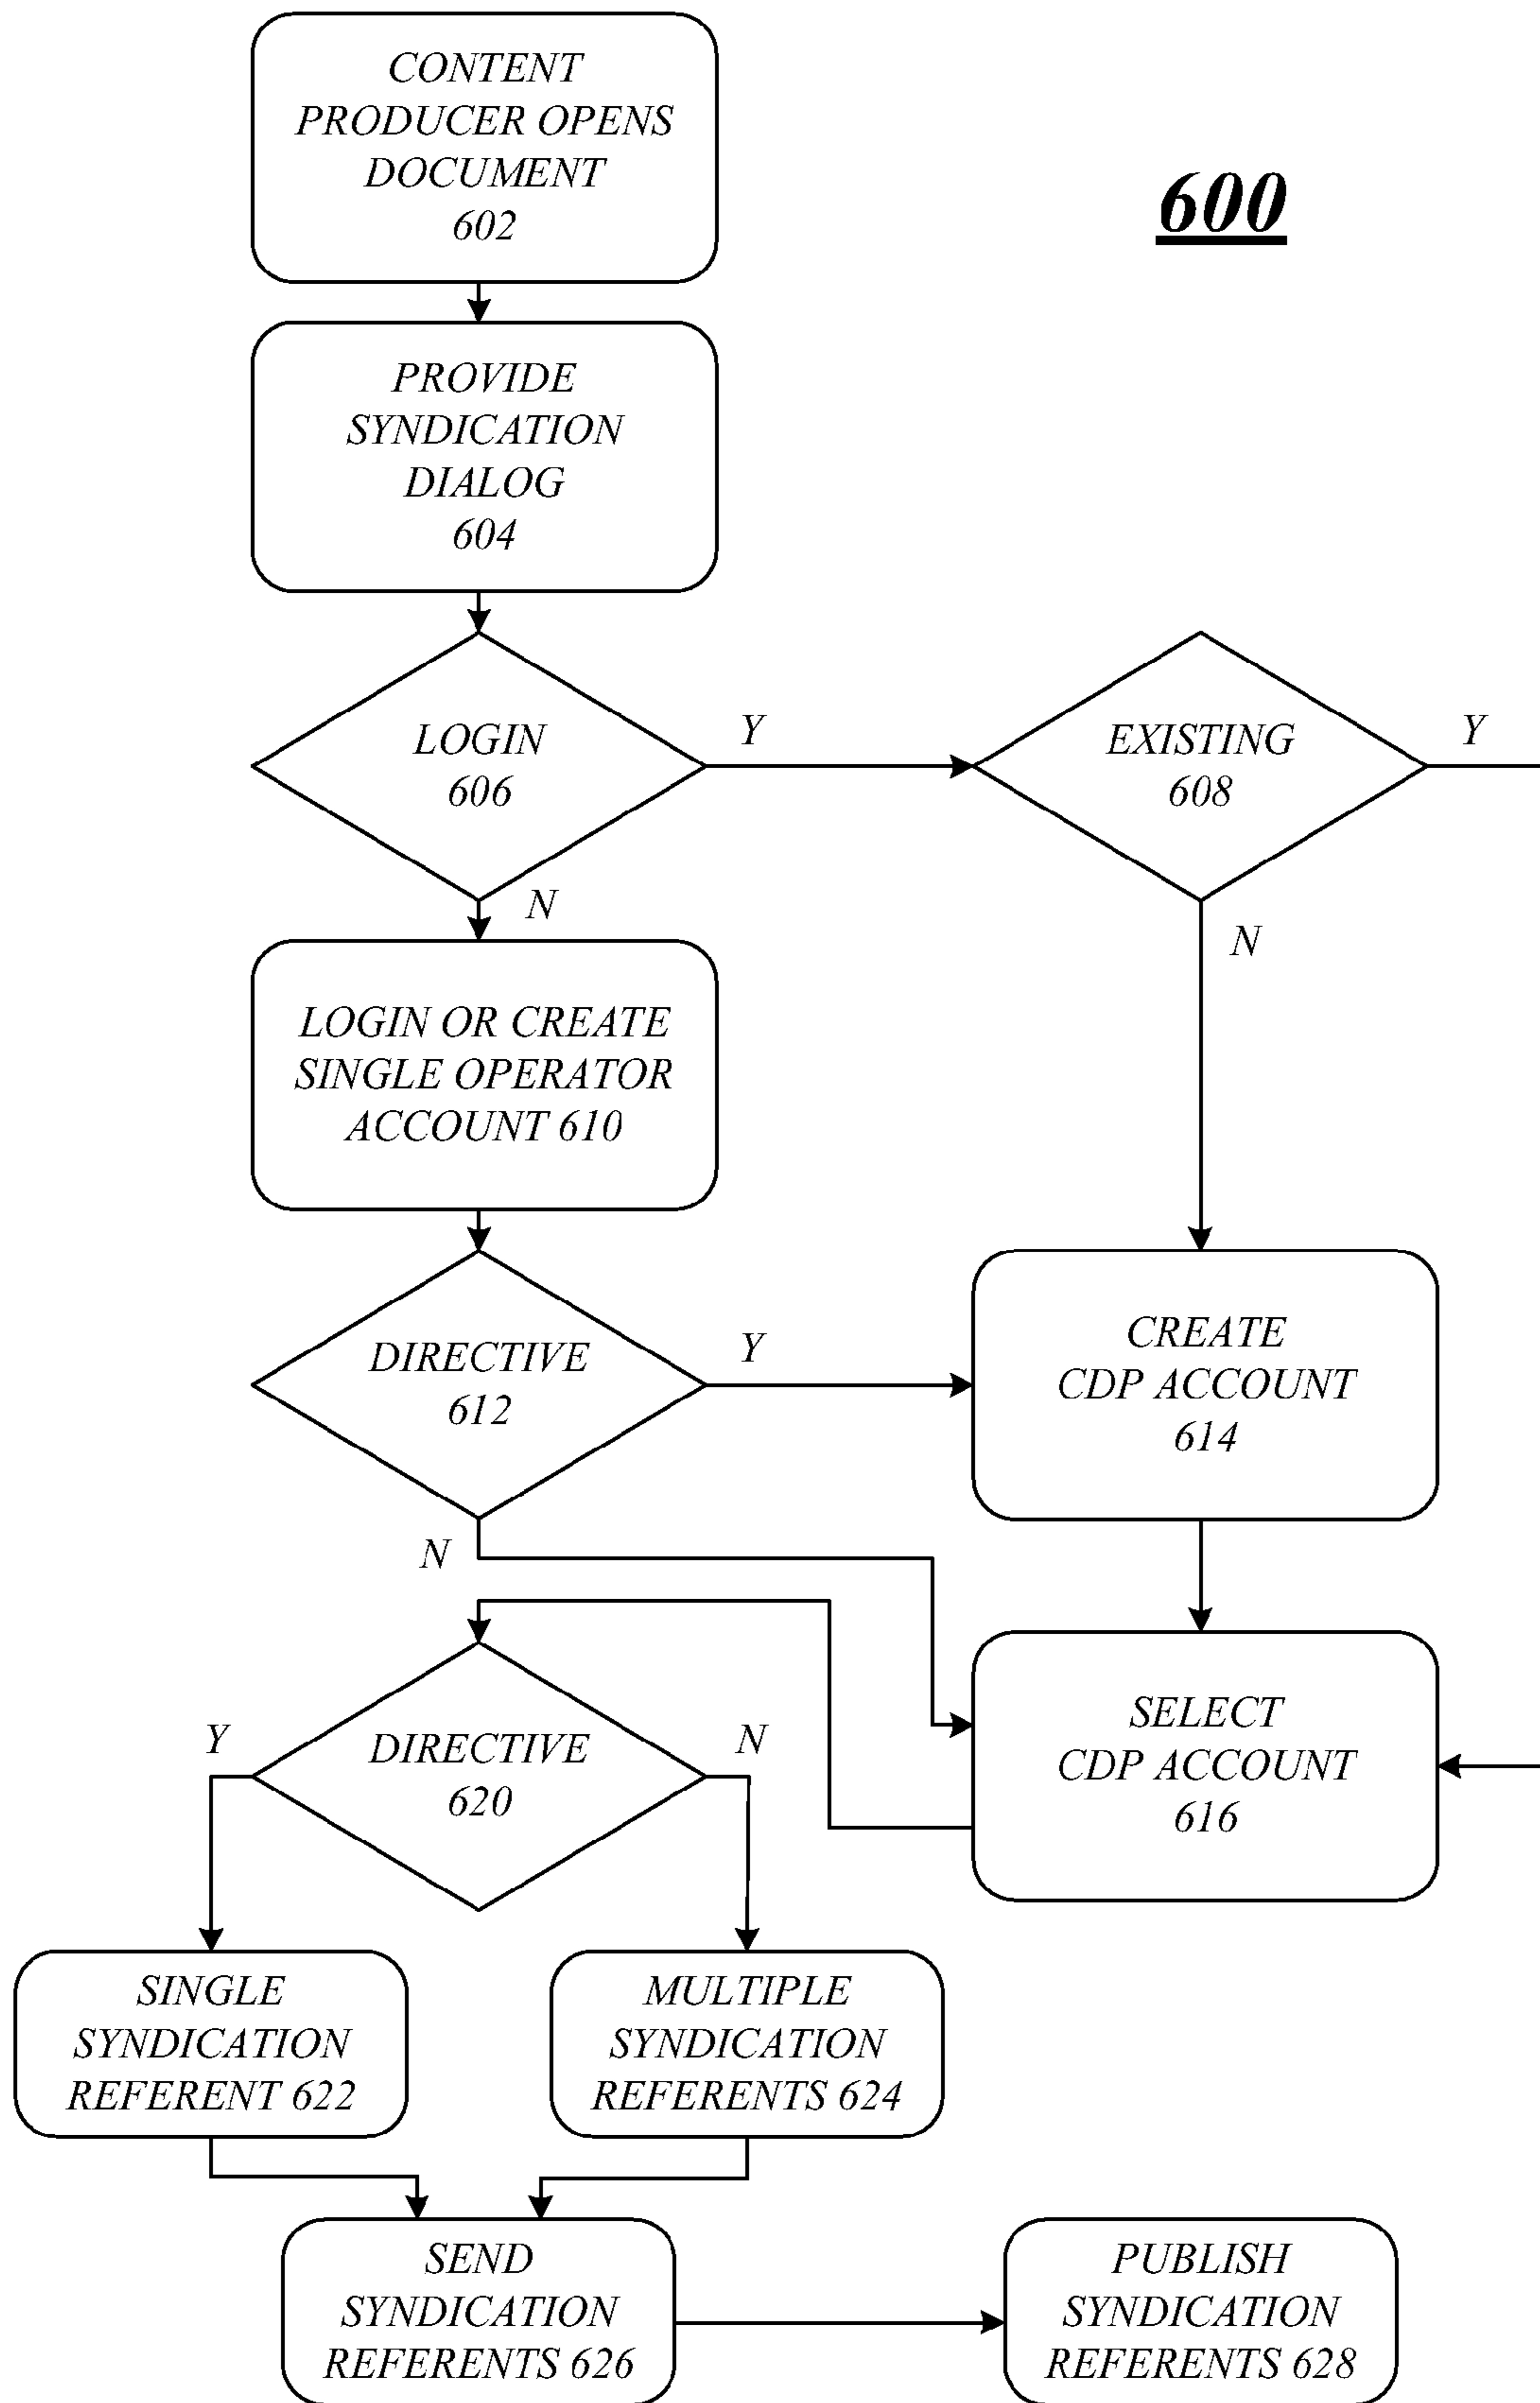 CONTENT
PRODUCER OPENS
DOCUMENT
602
600
PROVIDE
SYNDICATION
DIALOG
604
LOGIN
606
Y
EXISTING
608
Y
N
N
LOGIN OR CREATE
SINGLE OPERATOR
ACCOUNT 610
DIRECTIVE
612
Y
CREATE
CDP ACCOUNT
614
N
SELECT
CDP ACCOUNT
616
Y
DIRECTIVE
620
N
SINGLE
SYNDICATION
REFERENT 622
MULTIPLE
SYNDICATION
REFERENTS 624
SEND
SYNDICATION
REFERENTS 626
PUBLISH
SYNDICATION
REFERENTS 628